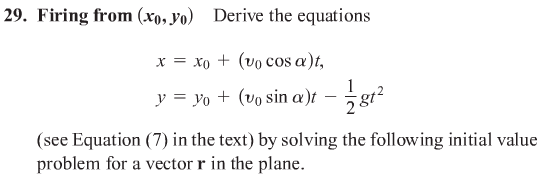 29. Firing from (x₀, y₀) Derive the equations
x = x₀ + (v₀ cos α)t,
y = y₀ + (v₀ sin α)t − 1/2 gt²
(see Equation (7) in the text) by solving the following initial value
problem for a vector r in the plane.